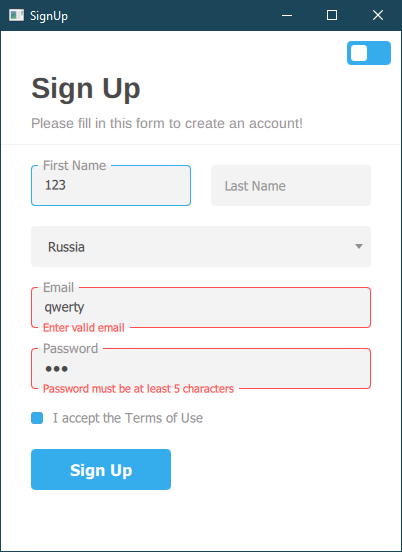 SignUp
Sign Up
Please fill in this form to create an account!
First Name
123
Last Name
Russia
Email
qwerty
Enter valid email
Password
●●●
Password must be at least 5 characters
I accept the Terms of Use
Sign Up